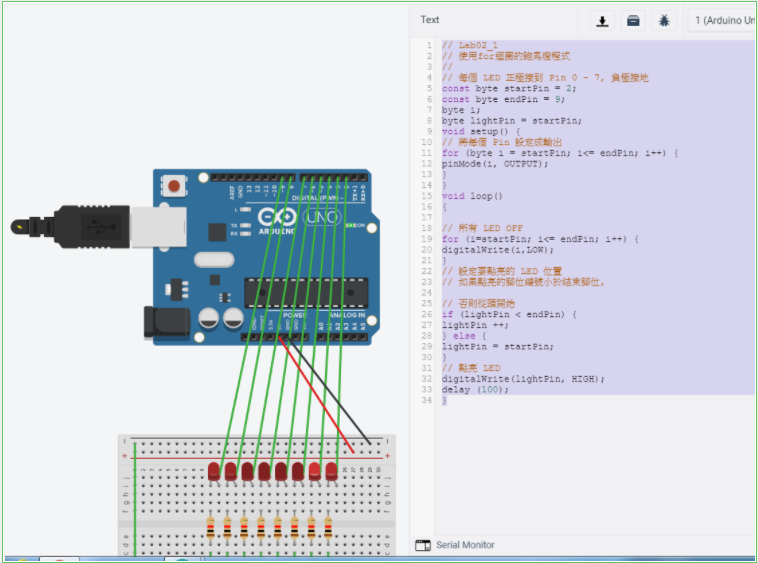 Text
1 (Arduino Un
1 // Lab02_1
2 // 使用for迴圈的跑馬燈程式
3 //
4 // 每個 LED 正極接到 Pin 0 - 7, 負極接地
5 const byte startPin = 2;
6 const byte endPin = 9;
7 byte i;
8 byte lightPin = startPin;
9 void setup() {
10 // 將每個 Pin 設定成輸出
11 for (byte i = startPin; i<= endPin; i++) {
12 pinMode(i, OUTPUT);
13 }
14 }
15 void loop()
16 {
17
18 // 所有 LED OFF
19 for (i=startPin; i<= endPin; i++) {
20 digitalWrite(i,LOW);
21 }
22 // 設定要點亮的 LED 位置
23 // 如果點亮的腳位編號小於結束腳位,
24
25 // 否則從頭開始
26 if (lightPin < endPin) {
27 lightPin ++;
28 } else {
29 lightPin = startPin;
30 }
31 // 點亮 LED
32 digitalWrite(lightPin, HIGH);
33 delay (100);
34 }
Serial Monitor
AREF
GND
13
12
DIGITAL (PWM~)
L
TX
RX
UNO
ARDUINO
ON
POWER
ANALOG IN
A0